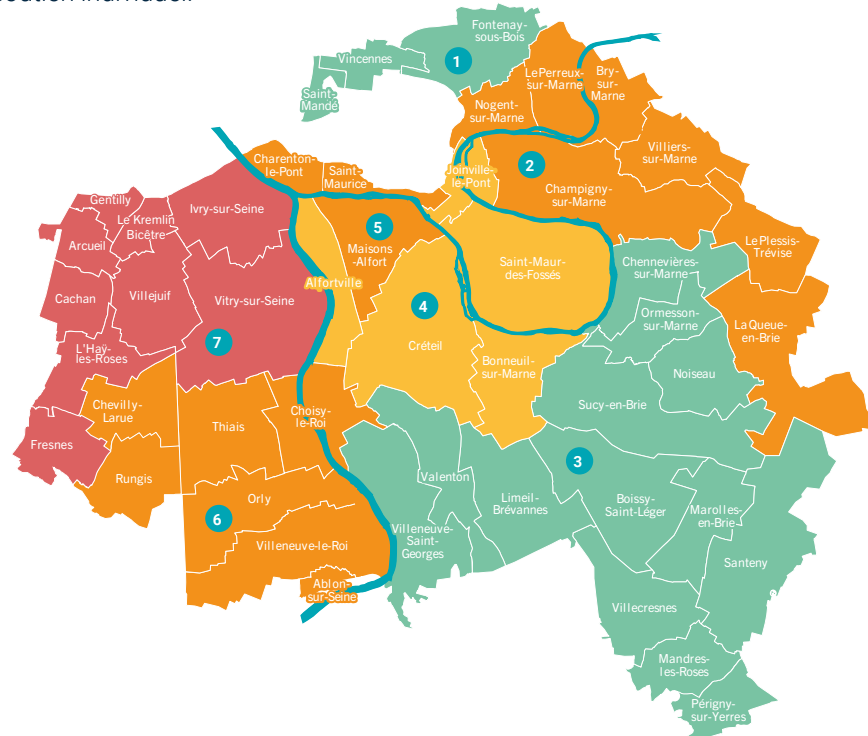 Fontenay-
sous-Bois
Vincennes
1
Saint-
Mandé
Le Perreux-
sur-Marne
Bry-
sur-
Marne
Nogent-
sur-Marne
Villiers-
sur-Marne
2
Charenton-
le-Pont
Saint-
Maurice
Joinville-
le-Pont
Champigny-
sur-Marne
Gentilly
Le Kremlin
Bicêtre
Ivry-sur-Seine
Arcueil
5
Maisons
-Alfort
Le Plessis-
Trévise
Saint-Maur-
des-Fossés
Chennevières-
sur-Marne
Cachan
Villejuif
Vitry-sur-Seine
Alfortville
4
Ormesson-
sur-Marne
La Queue-
en-Brie
L'Haÿ-
les-Roses
7
Créteil
Bonneuil-
sur-Marne
Noiseau
Chevilly-
Larue
Thiais
Choisy-
le-Roi
Sucy-en-Brie
Fresnes
Rungis
3
Valenton
Orly
Limeil-
Brévannes
Boissy-
Saint-Léger
Marolles-
en-Brie
6
Villeneuve-
Saint-
Georges
Villeneuve-le-Roi
Santeny
Ablon-
sur-Seine
Villecresnes
Mandres-
les-Roses
Périgny-
sur-Yerres